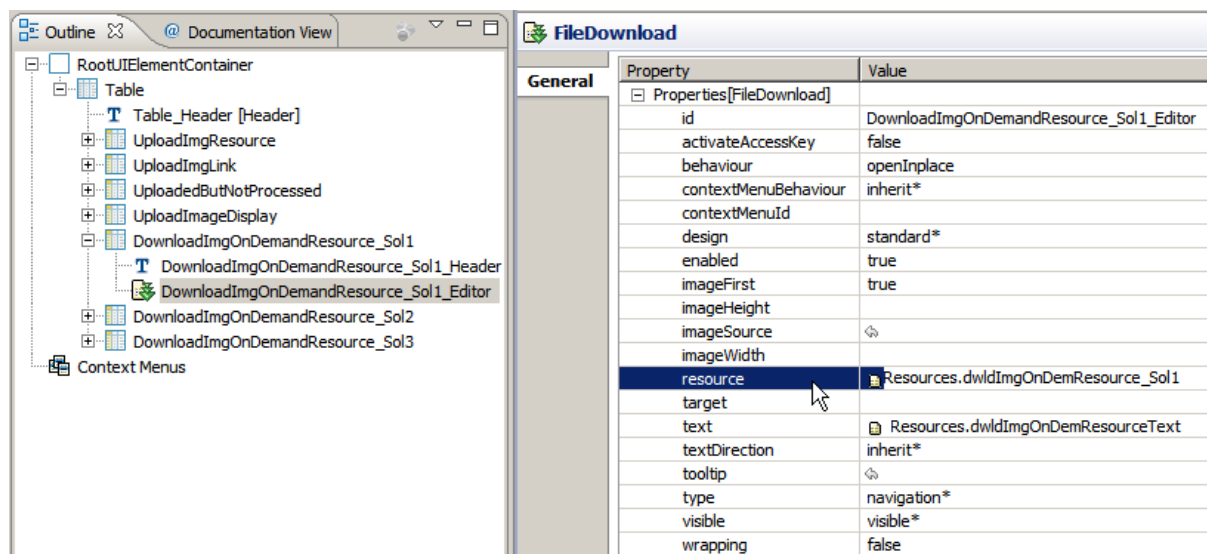 Outline
@ Documentation View
RootUIElementContainer
Table
T Table_Header [Header]
UploadImgResource
UploadImgLink
UploadedButNotProcessed
UploadImageDisplay
DownloadImgOnDemandResource_Sol1
T DownloadImgOnDemandResource_Sol1_Header
DownloadImgOnDemandResource_Sol1_Editor
DownloadImgOnDemandResource_Sol2
DownloadImgOnDemandResource_Sol3
Context Menus
FileDownload
General
Property Value
Properties[FileDownload]
id DownloadImgOnDemandResource_Sol1_Editor
activateAccessKey false
behaviour openInplace
contextMenuBehaviour inherit*
contextMenuId
design standard*
enabled true
imageFirst true
imageHeight
imageSource
imageWidth
resource Resources.dwldImgOnDemResource_Sol1
target
text Resources.dwldImgOnDemResourceText
textDirection inherit*
tooltip
type navigation*
visible visible*
wrapping false